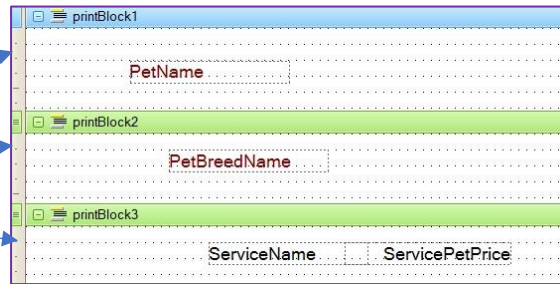 printBlock1
PetName
printBlock2
PetBreedName
printBlock3
ServiceName ServicePetPrice